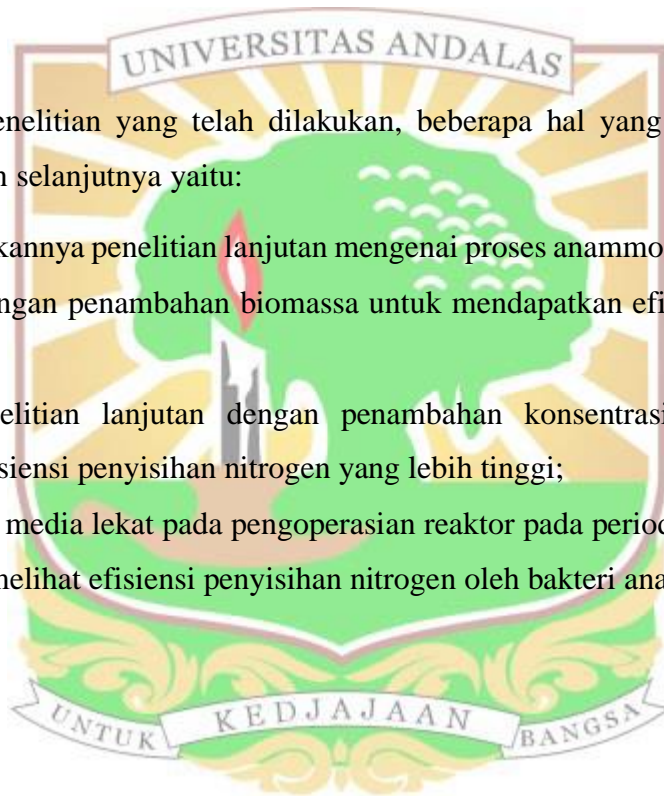 UNIVERSITAS ANDALAS
enelitian yang telah dilakukan, beberapa hal yang
n selanjutnya yaitu:
kannya penelitian lanjutan mengenai proses anammo
ngan penambahan biomassa untuk mendapatkan efi
elitian lanjutan dengan penambahan konsentrasi
siensi penyisihan nitrogen yang lebih tinggi;
media lekat pada pengoperasian reaktor pada period
nelihat efisiensi penyisihan nitrogen oleh bakteri ana
UNTUK KEDJAJAAN BANGSA